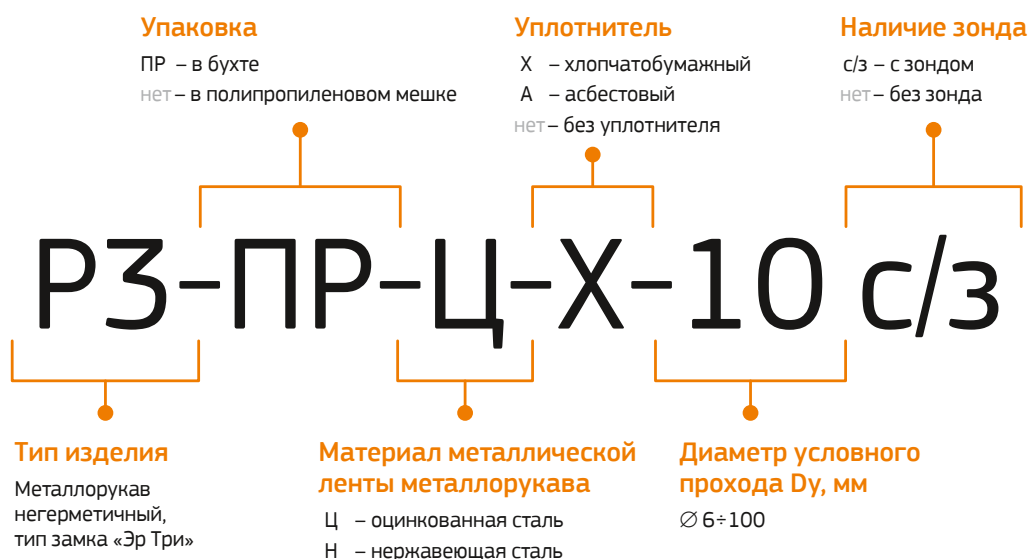 Упаковка
ПР – в бухте
нет – в полипропиленовом мешке
Уплотнитель
Х – хлопчатобумажный
А – асбестовый
нет – без уплотнителя
Наличие зонда
с/з – с зондом
нет – без зонда
РЗ-ПР-Ц-Х-10 с/з
Тип изделия
Металлорукав
негерметичный,
тип замка «Эр Три»
Материал металлической
ленты металлорукава
Ц – оцинкованная сталь
Н – нержавеющая сталь
Диаметр условного
прохода Dy, мм
∅ 6÷100